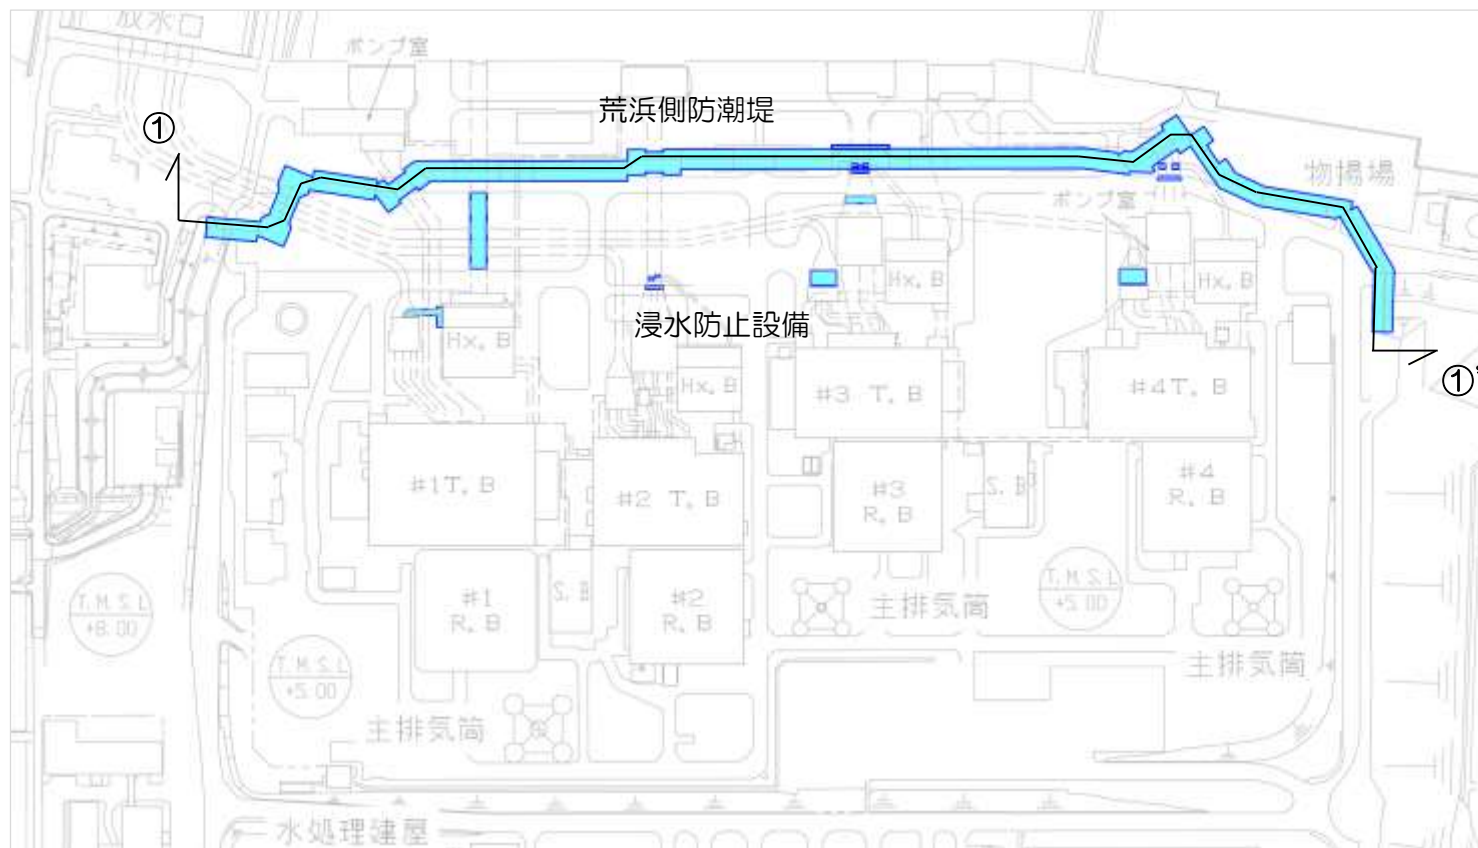 放水口
ポンプ室
荒浜側防潮堤
①
物揚場
ポンプ室
Hx. B
Hx. B
浸水防止設備
Hx. B
①'
Hx. B
#3 T. B
#4 T. B
#1 T. B
#2 T. B
#3
R. B
S. B
#4
R. B
T. M. S. L
+8. 00
#1
R. B
S. B
#2
R. B
主排気筒
T. M. S. L
+5. 00
T. M. S. L
+5. 00
主排気筒
主排気筒
水処理建屋